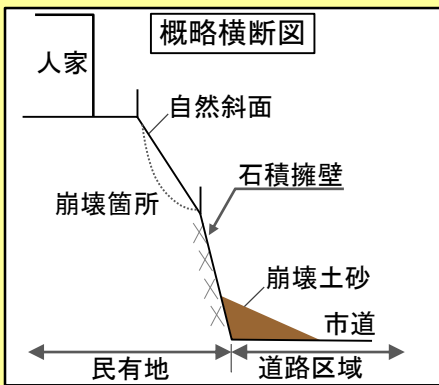 概略横断図
人家
自然斜面
石積擁壁
崩壊箇所
崩壊土砂
市道
民有地
道路区域